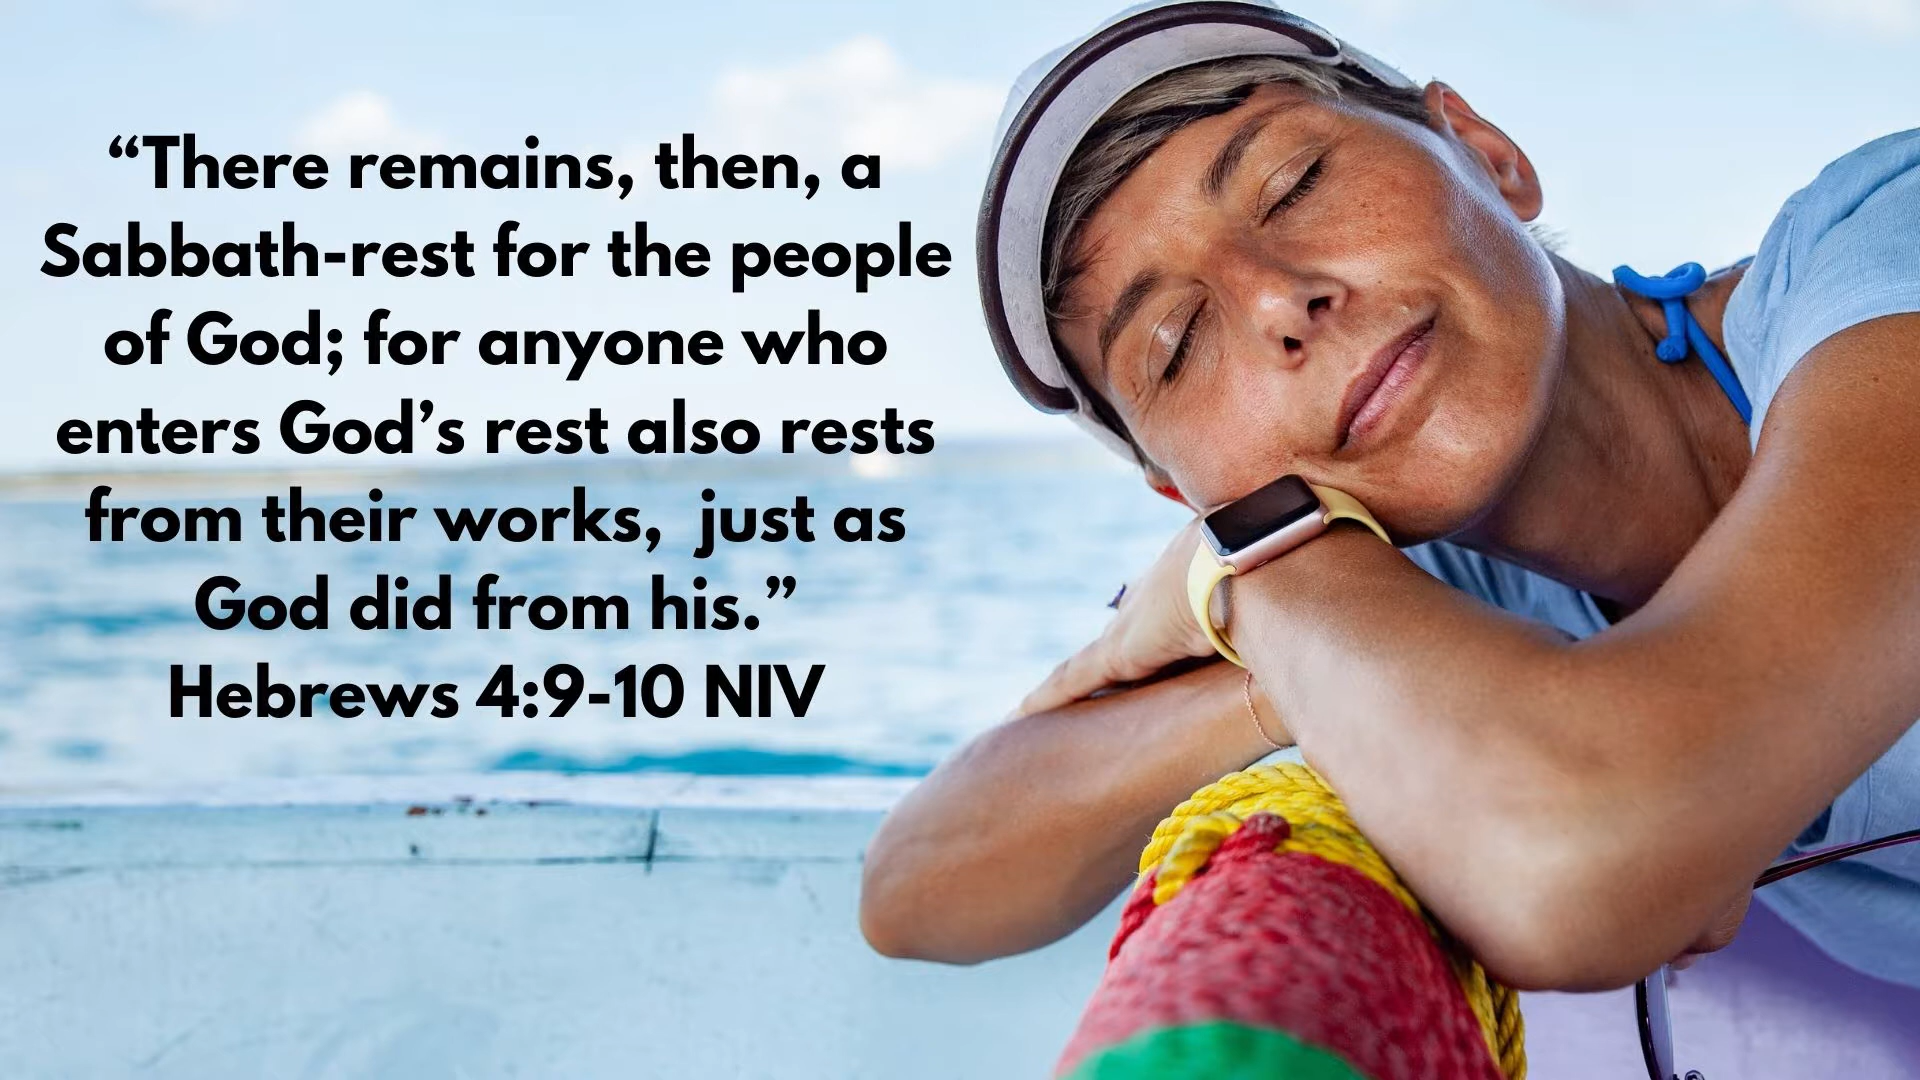 “There remains, then, a
Sabbath-rest for the people
of God; for anyone who
enters God’s rest also rests
from their works,  just as
God did from his.”
Hebrews 4:9-10 NIV